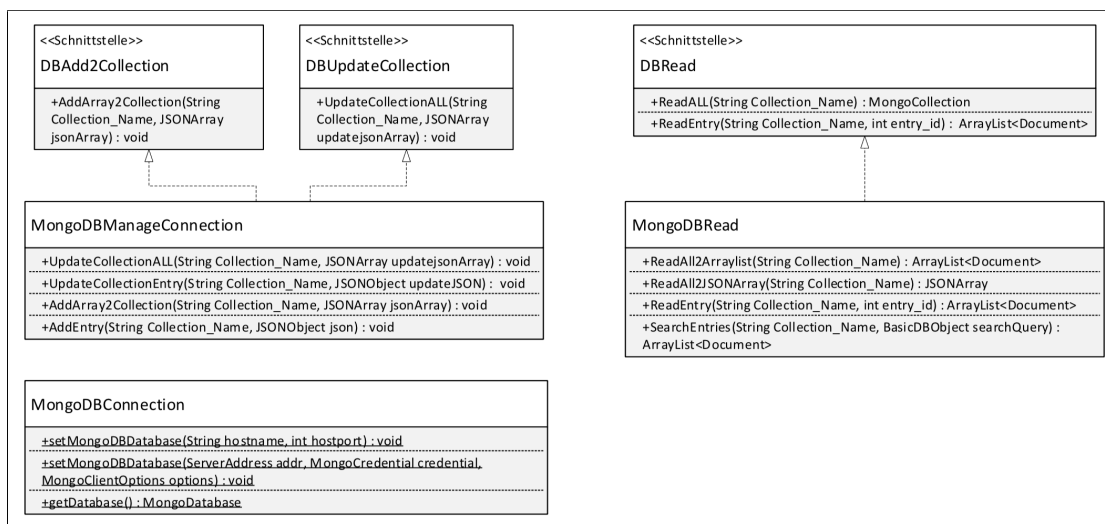 <<Schnittstelle>>
DBAdd2Collection
+AddArray2Collection(String
Collection_Name, JSONArray
jsonArray) : void
<<Schnittstelle>>
DBUpdateCollection
+UpdateCollectionALL(String
Collection_Name, JSONArray
updatejsonArray) : void
<<Schnittstelle>>
DBRead
+ReadALL(String Collection_Name) : MongoCollection
+ReadEntry(String Collection_Name, int entry_id) : ArrayList<Document>
MongoDBManageConnection
+UpdateCollectionALL(String Collection_Name, JSONArray updatejsonArray) : void
+UpdateCollectionEntry(String Collection_Name, JSONObject updateJSON) : void
+AddArray2Collection(String Collection_Name, JSONArray jsonArray) : void
+AddEntry(String Collection_Name, JSONObject json) : void
MongoDBRead
+ReadAll2Arraylist(String Collection_Name) : ArrayList<Document>
+ReadAll2JSONArray(String Collection_Name) : JSONArray
+ReadEntry(String Collection_Name, int entry_id) : ArrayList<Document>
+SearchEntries(String Collection_Name, BasicDBObject searchQuery) :
ArrayList<Document>
MongoDBConnection
+setMongoDBDatabase(String hostname, int hostport) : void
+setMongoDBDatabase(ServerAddress addr, MongoCredential credential,
MongoClientOptions options) : void
+getDatabase() : MongoDatabase